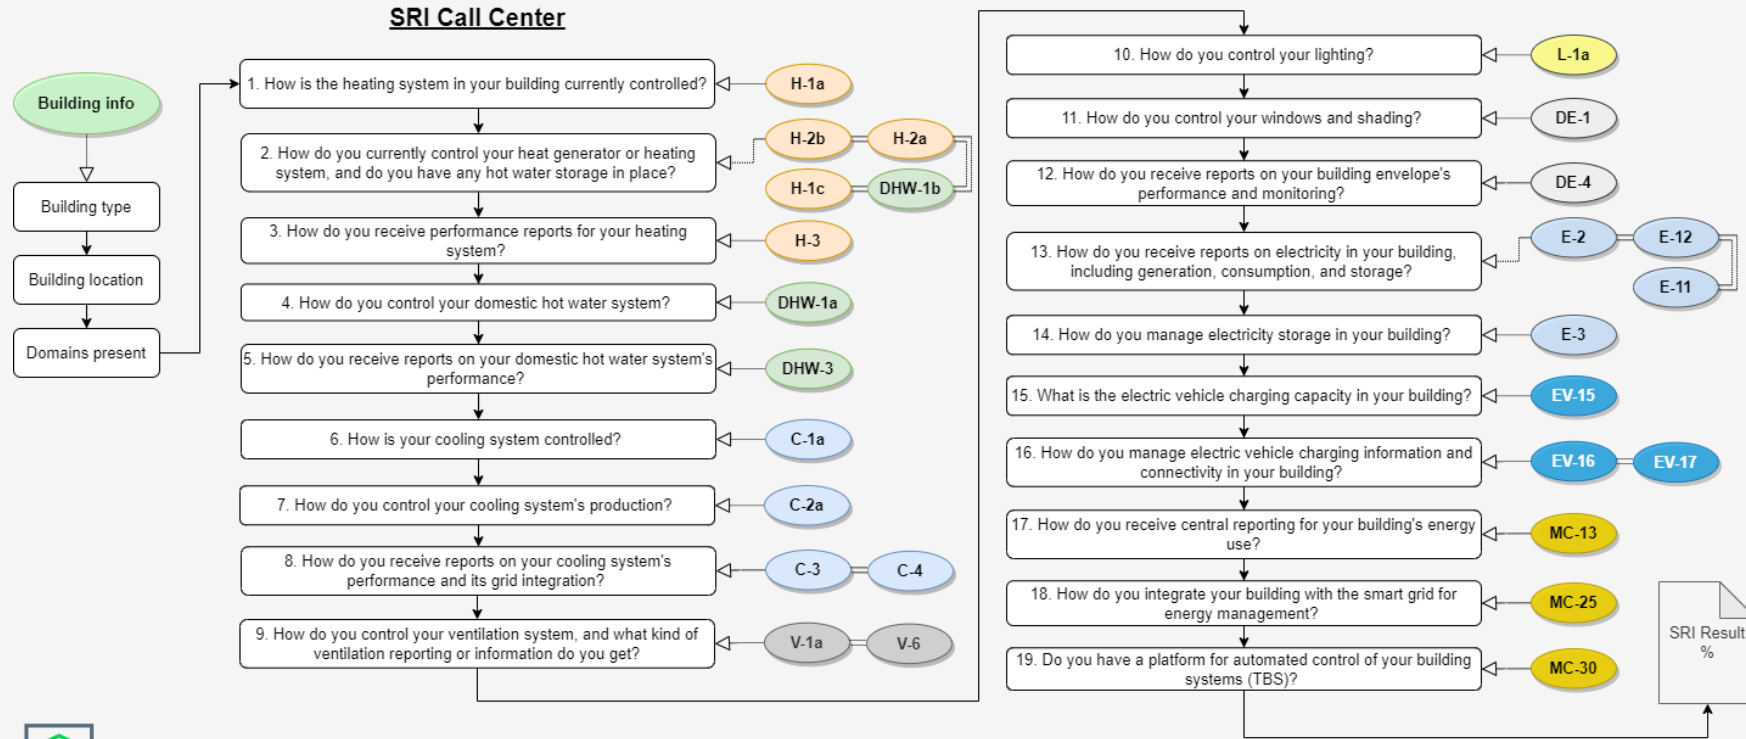 SRI Call Center
Building info
Building type
Building location
Domains present
1. How is the heating system in your building currently controlled?
H-1a
2. How do you currently control your heat generator or heating
system, and do you have any hot water storage in place?
H-2b
H-2a
H-1c
DHW-1b
3. How do you receive performance reports for your heating
system?
H-3
4. How do you control your domestic hot water system?
DHW-1a
5. How do you receive reports on your domestic hot water system's
performance?
DHW-3
6. How is your cooling system controlled?
C-1a
7. How do you control your cooling system's production?
C-2a
8. How do you receive reports on your cooling system's
performance and its grid integration?
C-3
C-4
9. How do you control your ventilation system, and what kind of
ventilation reporting or information do you get?
V-1a
V-6
10. How do you control your lighting?
L-1a
11. How do you control your windows and shading?
DE-1
12. How do you receive reports on your building envelope's
performance and monitoring?
DE-4
13. How do you receive reports on electricity in your building,
including generation, consumption, and storage?
E-2
E-12
E-11
14. How do you manage electricity storage in your building?
E-3
15. What is the electric vehicle charging capacity in your building?
EV-15
16. How do you manage electric vehicle charging information and
connectivity in your building?
EV-16
EV-17
17. How do you receive central reporting for your building's energy
use?
MC-13
18. How do you integrate your building with the smart grid for
energy management?
MC-25
19. Do you have a platform for automated control of your building
systems (TBS)?
MC-30
SRI Result
%